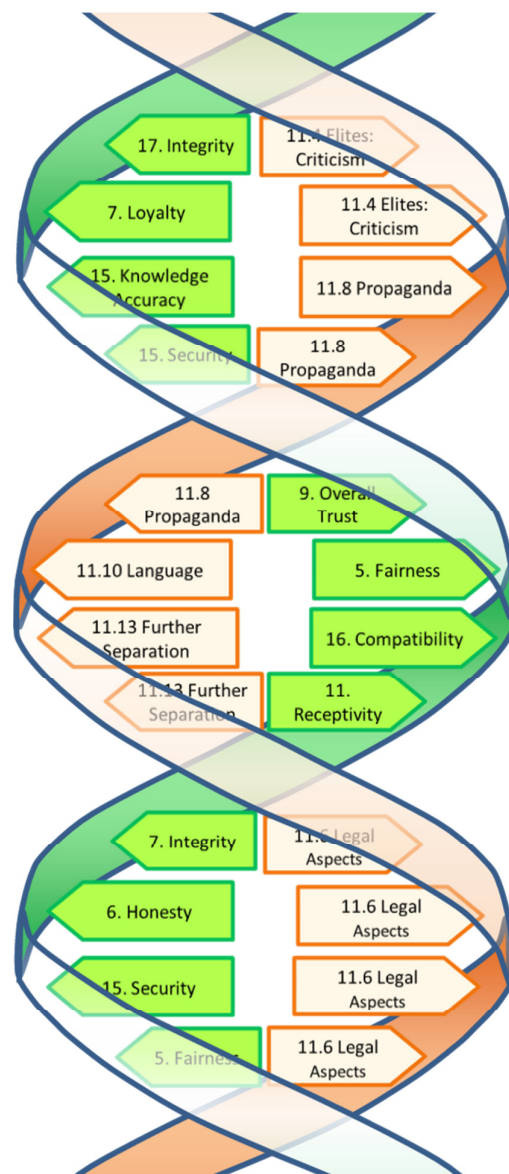 17. Integrity
11.4 Elites:
Criticism
7. Loyalty
11.4 Elites:
Criticism
15. Knowledge
Accuracy
11.8 Propaganda
15. Security
11.8
Propaganda
11.8
Propaganda
9. Overall
Trust
11.10 Language
5. Fairness
11.13 Further
Separation
16. Compatibility
11.13 Further
Separation
11.
Receptivity
7. Integrity
11.6 Legal
Aspects
6. Honesty
11.6 Legal
Aspects
15. Security
11.6 Legal
Aspects
5. Fairness
11.6 Legal
Aspects